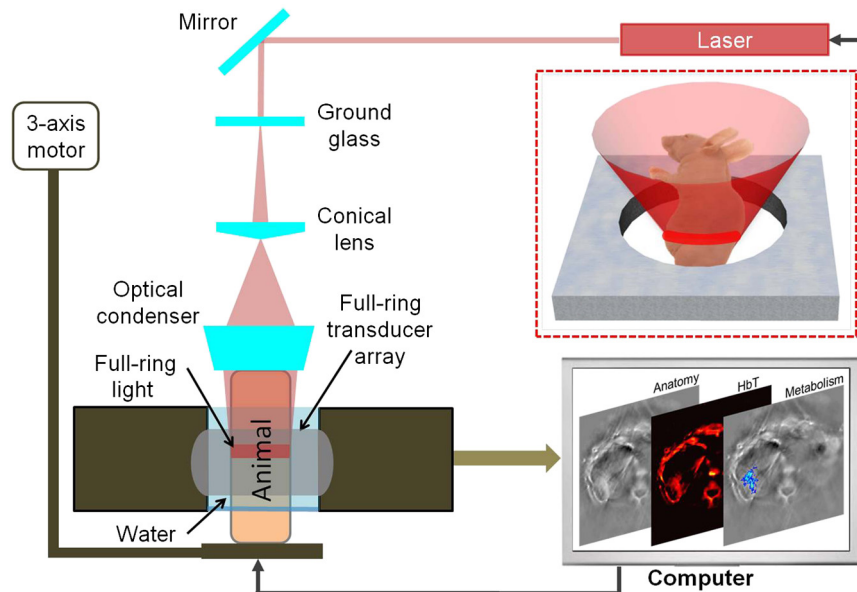 Mirror
Laser
3-axis
motor
Ground
glass
Conical
lens
Optical
condenser
Full-ring
transducer
array
Full-ring
light
Animal
Water
Anatomy
HbT
Metabolism
Computer